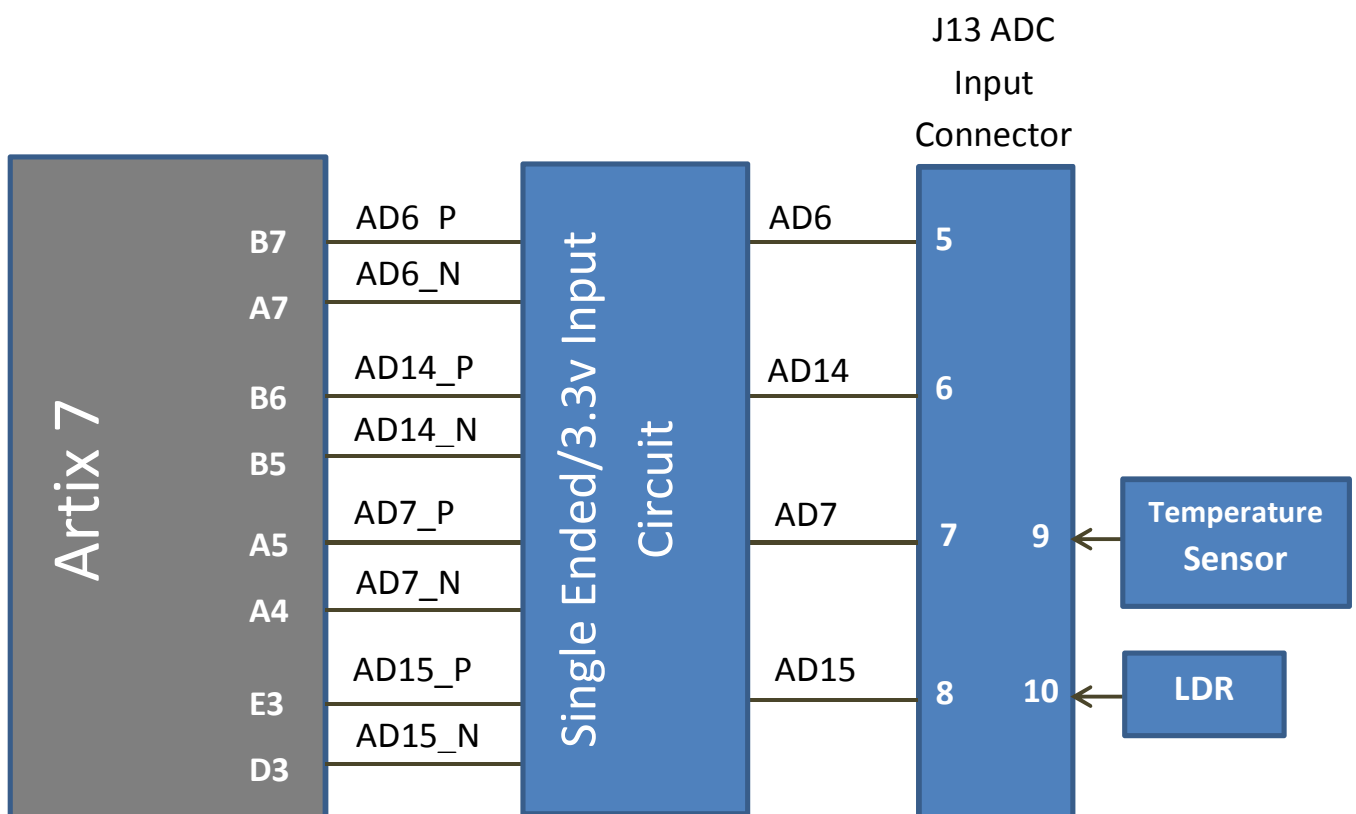 J13 ADC
Input
Connector
Artix 7
B7
A7
B6
B5
A5
A4
E3
D3
AD6 P
AD6_N
AD14_P
AD14_N
AD7_P
AD7_N
AD15_P
AD15_N
Single Ended/3.3v Input
Circuit
AD6
AD14
AD7
AD15
5
6
7
8
9
10
Temperature
Sensor
LDR